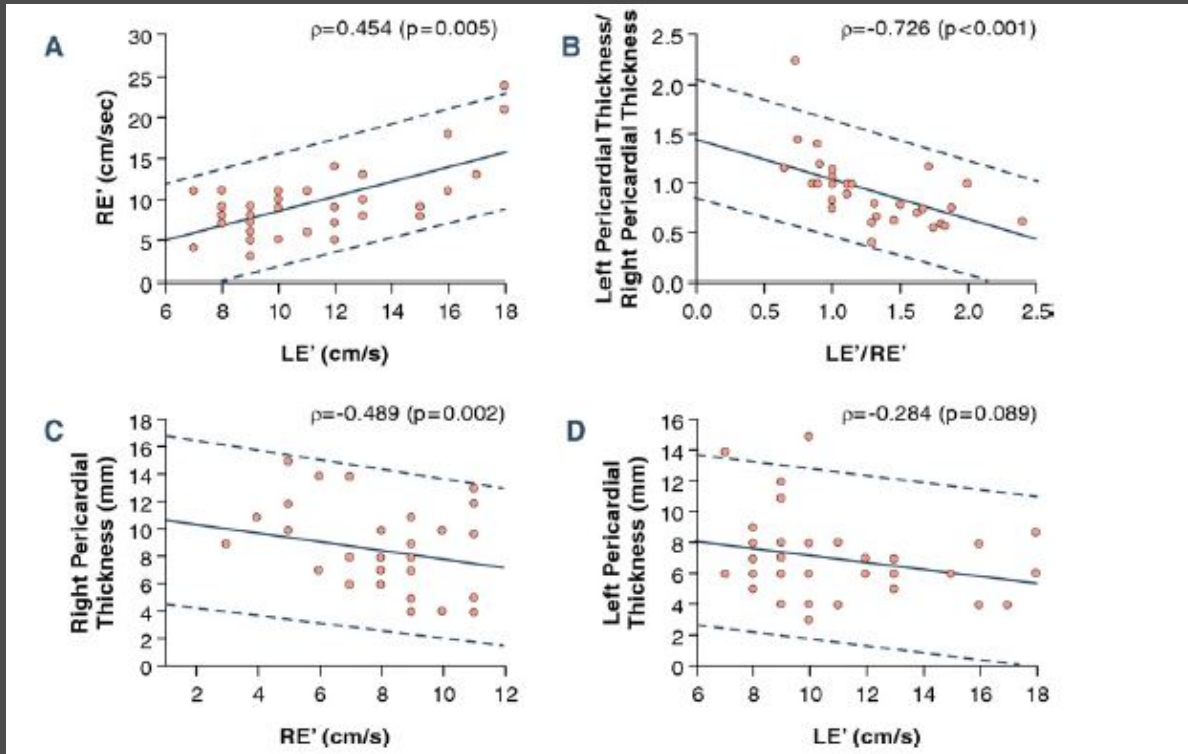 A
ρ=0.454 (p=0.005)
30
25
20
15
10
5
0
RE' (cm/sec)
6 8 10 12 14 16 18
LE' (cm/s)
B
ρ=-0.726 (p<0.001)
2.5
2.0
1.5
1.0
0.5
0.0
Left Pericardial Thickness/
Right Pericardial Thickness
0.0 0.5 1.0 1.5 2.0 2.5
LE'/RE'
C
ρ=-0.489 (p=0.002)
18
16
14
12
10
8
6
4
2
0
Right Pericardial
Thickness (mm)
2 4 6 8 10 12
RE' (cm/s)
D
ρ=-0.284 (p=0.089)
16
14
12
10
8
6
4
2
0
Left Pericardial
Thickness (mm)
6 8 10 12 14 16 18
LE' (cm/s)